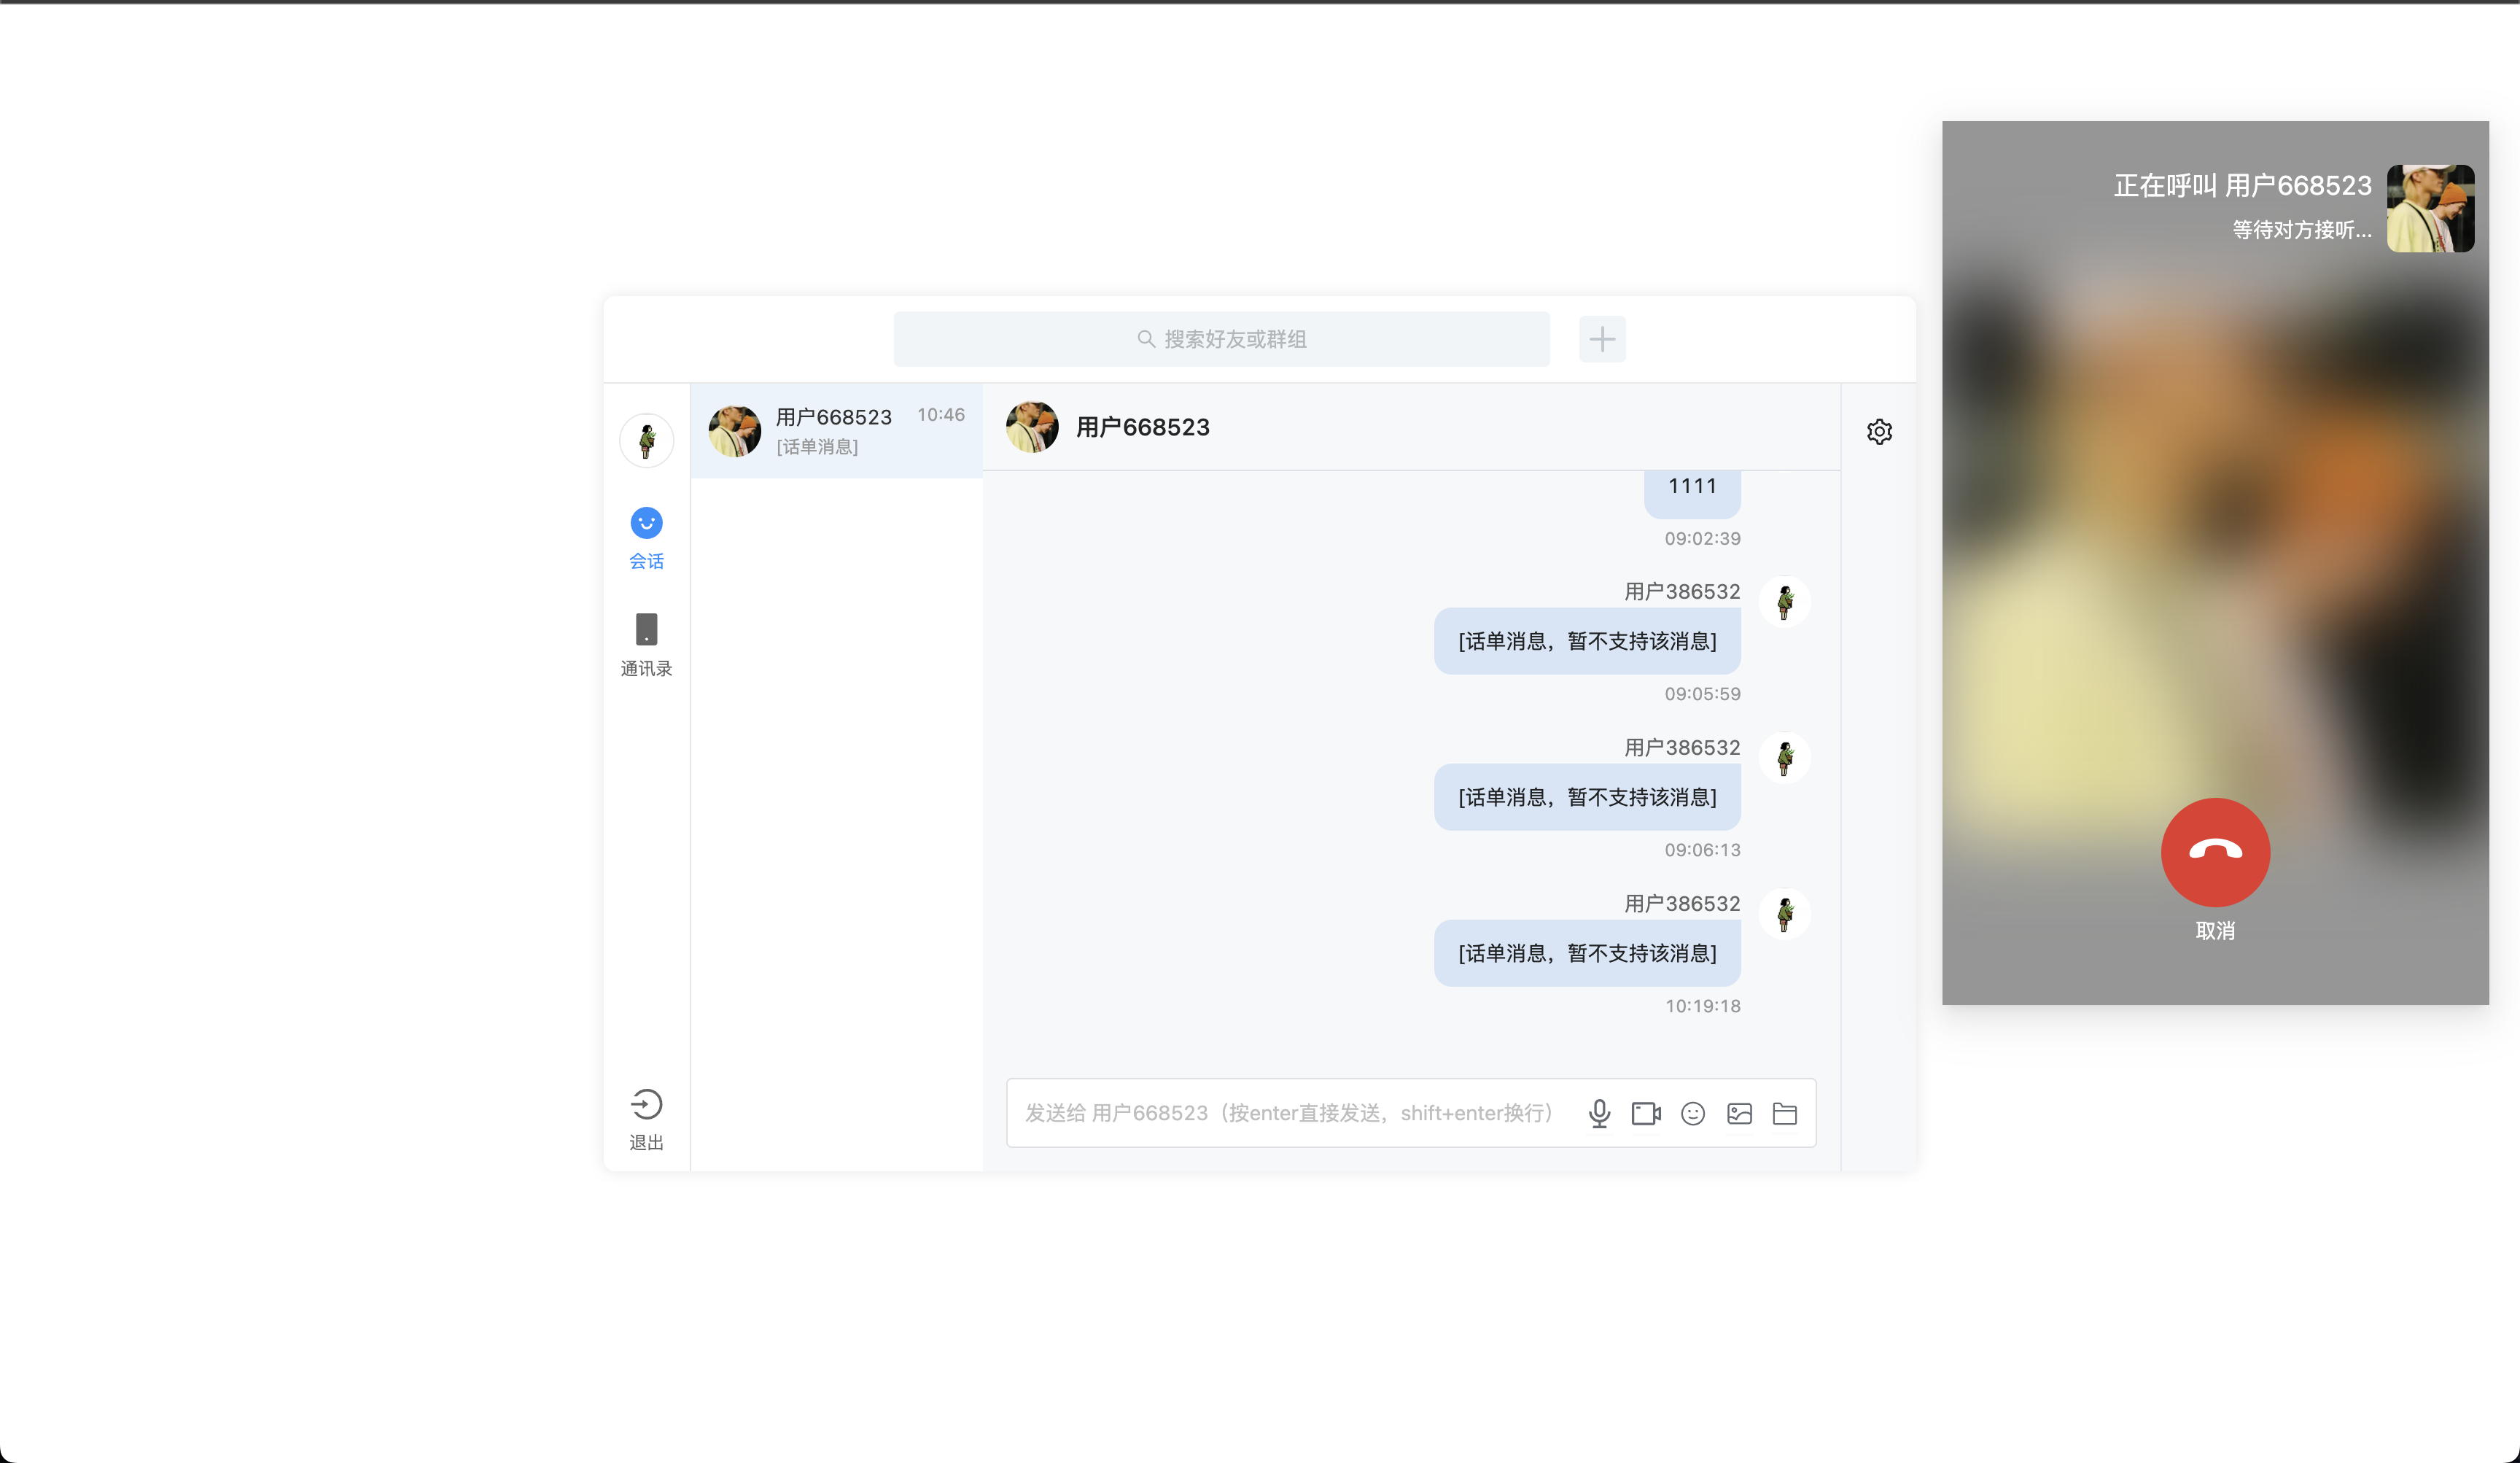 搜索好友或群组
会话
通讯录
退出
用户668523
10:46
[话单消息]
用户668523
1111
09:02:39
用户386532
[话单消息，暂不支持该消息]
09:05:59
用户386532
[话单消息，暂不支持该消息]
09:06:13
用户386532
[话单消息，暂不支持该消息]
10:19:18
发送给 用户668523（按enter直接发送，shift+enter换行）
正在呼叫 用户668523
等待对方接听...
取消